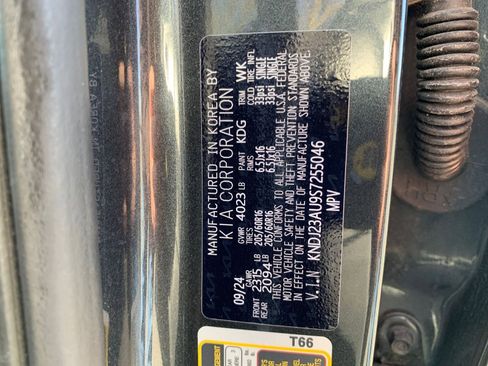 MANUFACTURED IN KOREA BY
KIA CORPORATION
09/24 GVWR 4023 LB PAINT KDG TRIM WK
GAWR TIRES RIMS COLD TIRE INFL
FRONT 2315 LB 205/60R16 6.5Jx16 33psi SINGLE
REAR 2094 LB 205/60R16 6.5Jx16 33psi SINGLE
THIS VEHICLE CONFORMS TO ALL APPLICABLE U.S.A. FEDERAL
MOTOR VEHICLE SAFETY AND THEFT PREVENTION STANDARDS
IN EFFECT ON THE DATE OF MANUFACTURE SHOWN ABOVE.
V.I.N KNDJ23AU9S7255046
MPV
T66